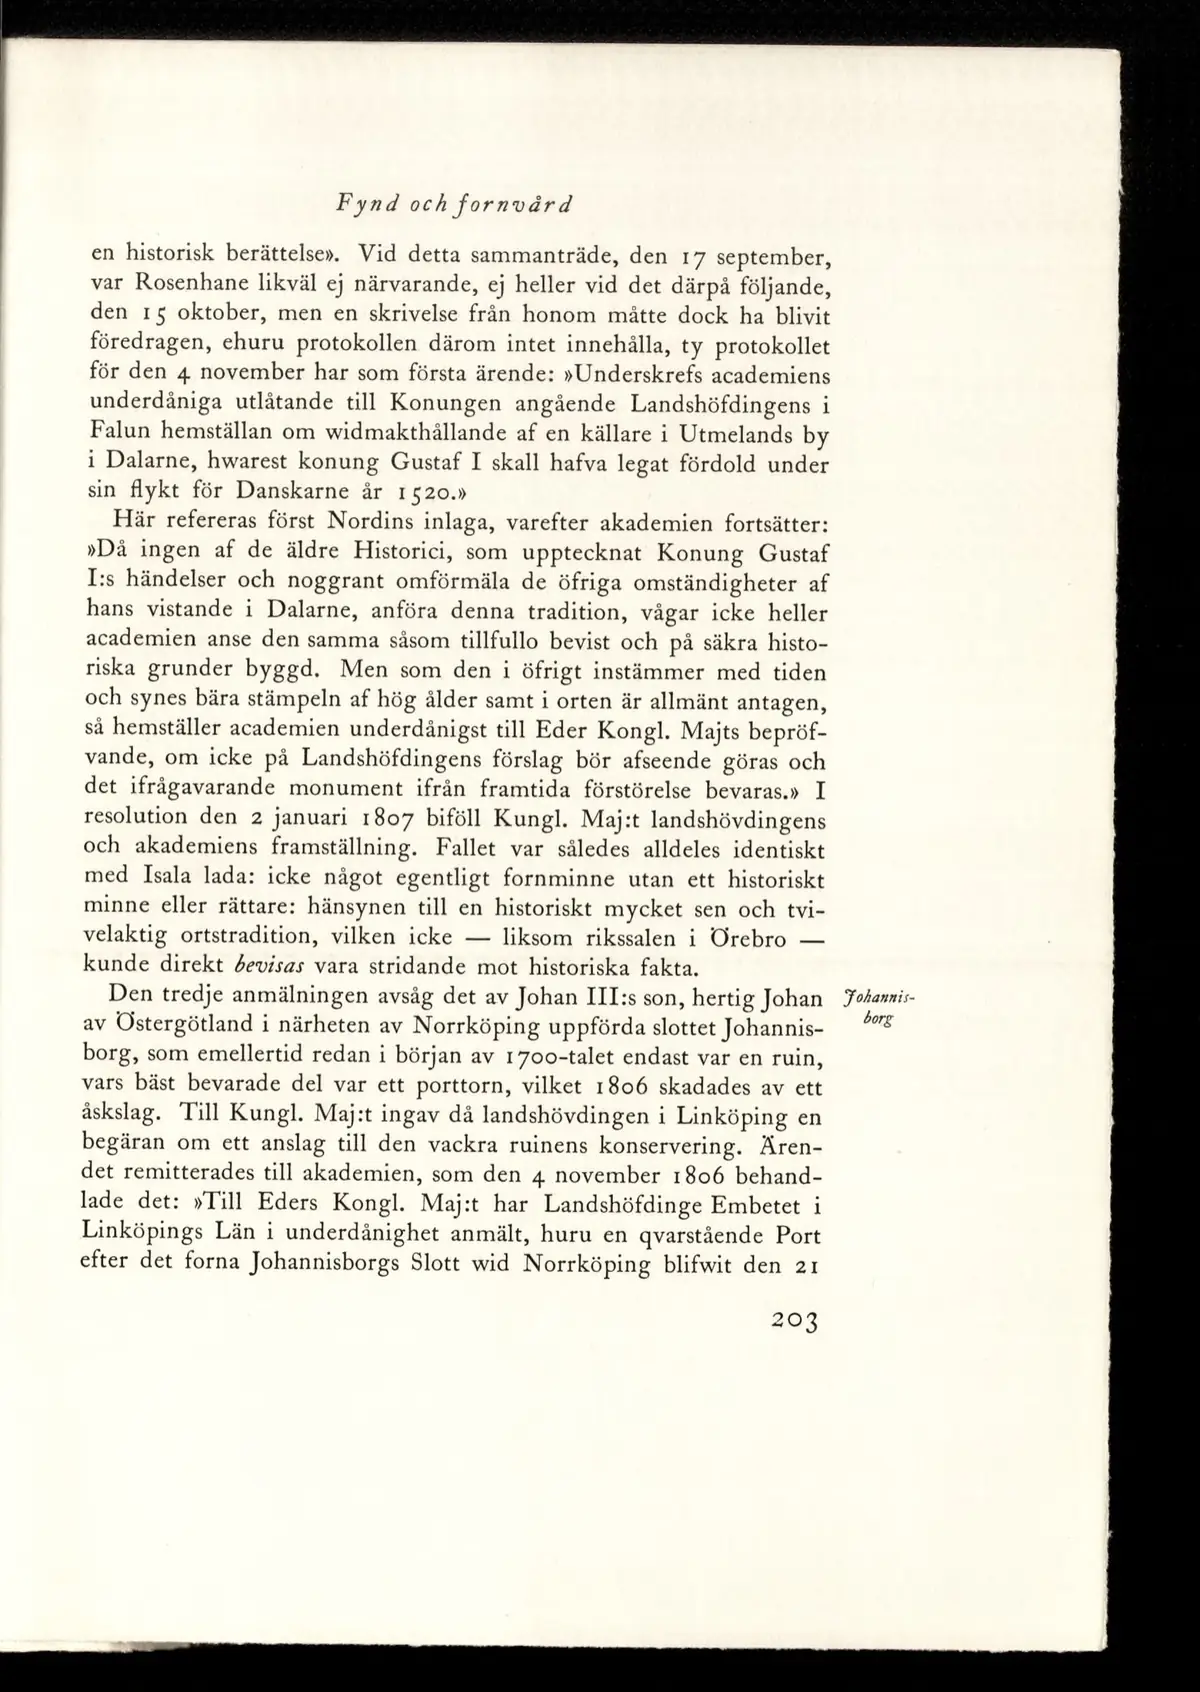 Fynd och fornvård
en historisk berättelse». Vid detta sammanträde, den 17 september,
var Rosenhane likväl ej närvarande, ej heller vid det därpå följande,
den 15 oktober, men en skrivelse från honom måtte dock ha blivit
föredragen, ehuru protokollen därom intet innehålla, ty protokollet
för den 4 november har som första ärende: »Underskrefs academiens
underdåniga utlåtande till Konungen angående Landshöfdingens i
Falun hemställan om widmakthållande af en källare i Utmelands by
i Dalarne, hwarest konung Gustaf I skall hafva legat fördold under
sin flykt för Danskarne år 1520.»
Här refereras först Nordins inlaga, varefter akademien fortsätter:
»Då ingen af de äldre Historici, som upptecknat Konung Gustaf
I:s händelser och noggrant omförmäla de öfriga omständigheter af
hans vistande i Dalarne, anföra denna tradition, vågar icke heller
academien anse den samma såsom tillfullo bevist och på säkra histo-
riska grunder byggd. Men som den i öfrigt instämmer med tiden
och synes bära stämpeln af hög ålder samt i orten är allmänt antagen,
så hemställer academien underdånigst till Eder Kongl. Majts bepröf-
vande, om icke på Landshöfdingens förslag bör afseende göras och
det ifrågavarande monument ifrån framtida förstörelse bevaras.» I
resolution den 2 januari 1807 biföll Kungl. Maj:t landshövdingens
och akademiens framställning. Fallet var således alldeles identiskt
med Isala lada: icke något egentligt fornminne utan ett historiskt
minne eller rättare: hänsynen till en historiskt mycket sen och tvi-
velaktig ortstradition, vilken icke — liksom rikssalen i Örebro —
kunde direkt bevisas vara stridande mot historiska fakta.
Den tredje anmälningen avsåg det av Johan III:s son, hertig Johan
av Östergötland i närheten av Norrköping uppförda slottet Johannis-
borg, som emellertid redan i början av 1700-talet endast var en ruin,
vars bäst bevarade del var ett porttorn, vilket 1806 skadades av ett
åskslag. Till Kungl. Maj:t ingav då landshövdingen i Linköping en
begäran om ett anslag till den vackra ruinens konservering. Ären-
det remitterades till akademien, som den 4 november 1806 behand-
lade det: »Till Eders Kongl. Maj:t har Landshöfdinge Embetet i
Linköpings Län i underdånighet anmält, huru en qvarstående Port
efter det forna Johannisborgs Slott wid Norrköping blifwit den 21
Johannis-
borg
203